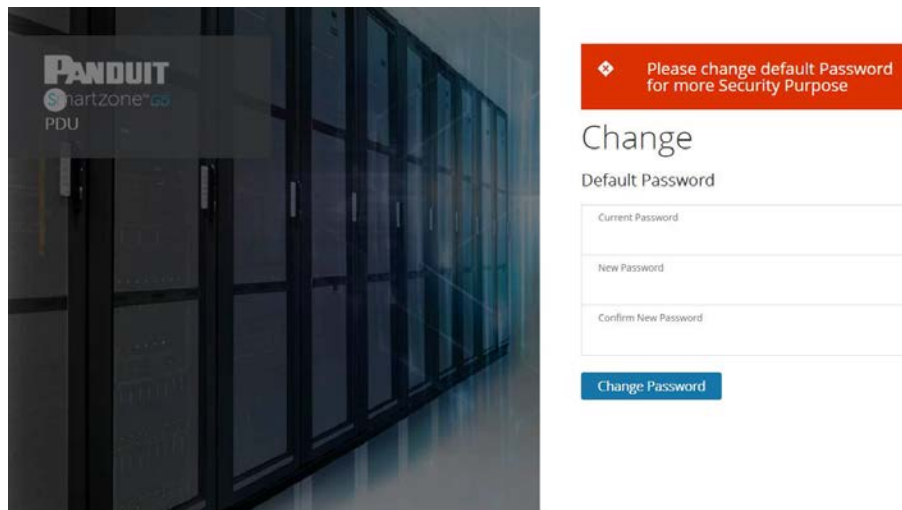 PANDUIT
Smartzone™ G5
PDU
Please change default Password
for more Security Purpose
Change
Default Password
Current Password
New Password
Confirm New Password
Change Password